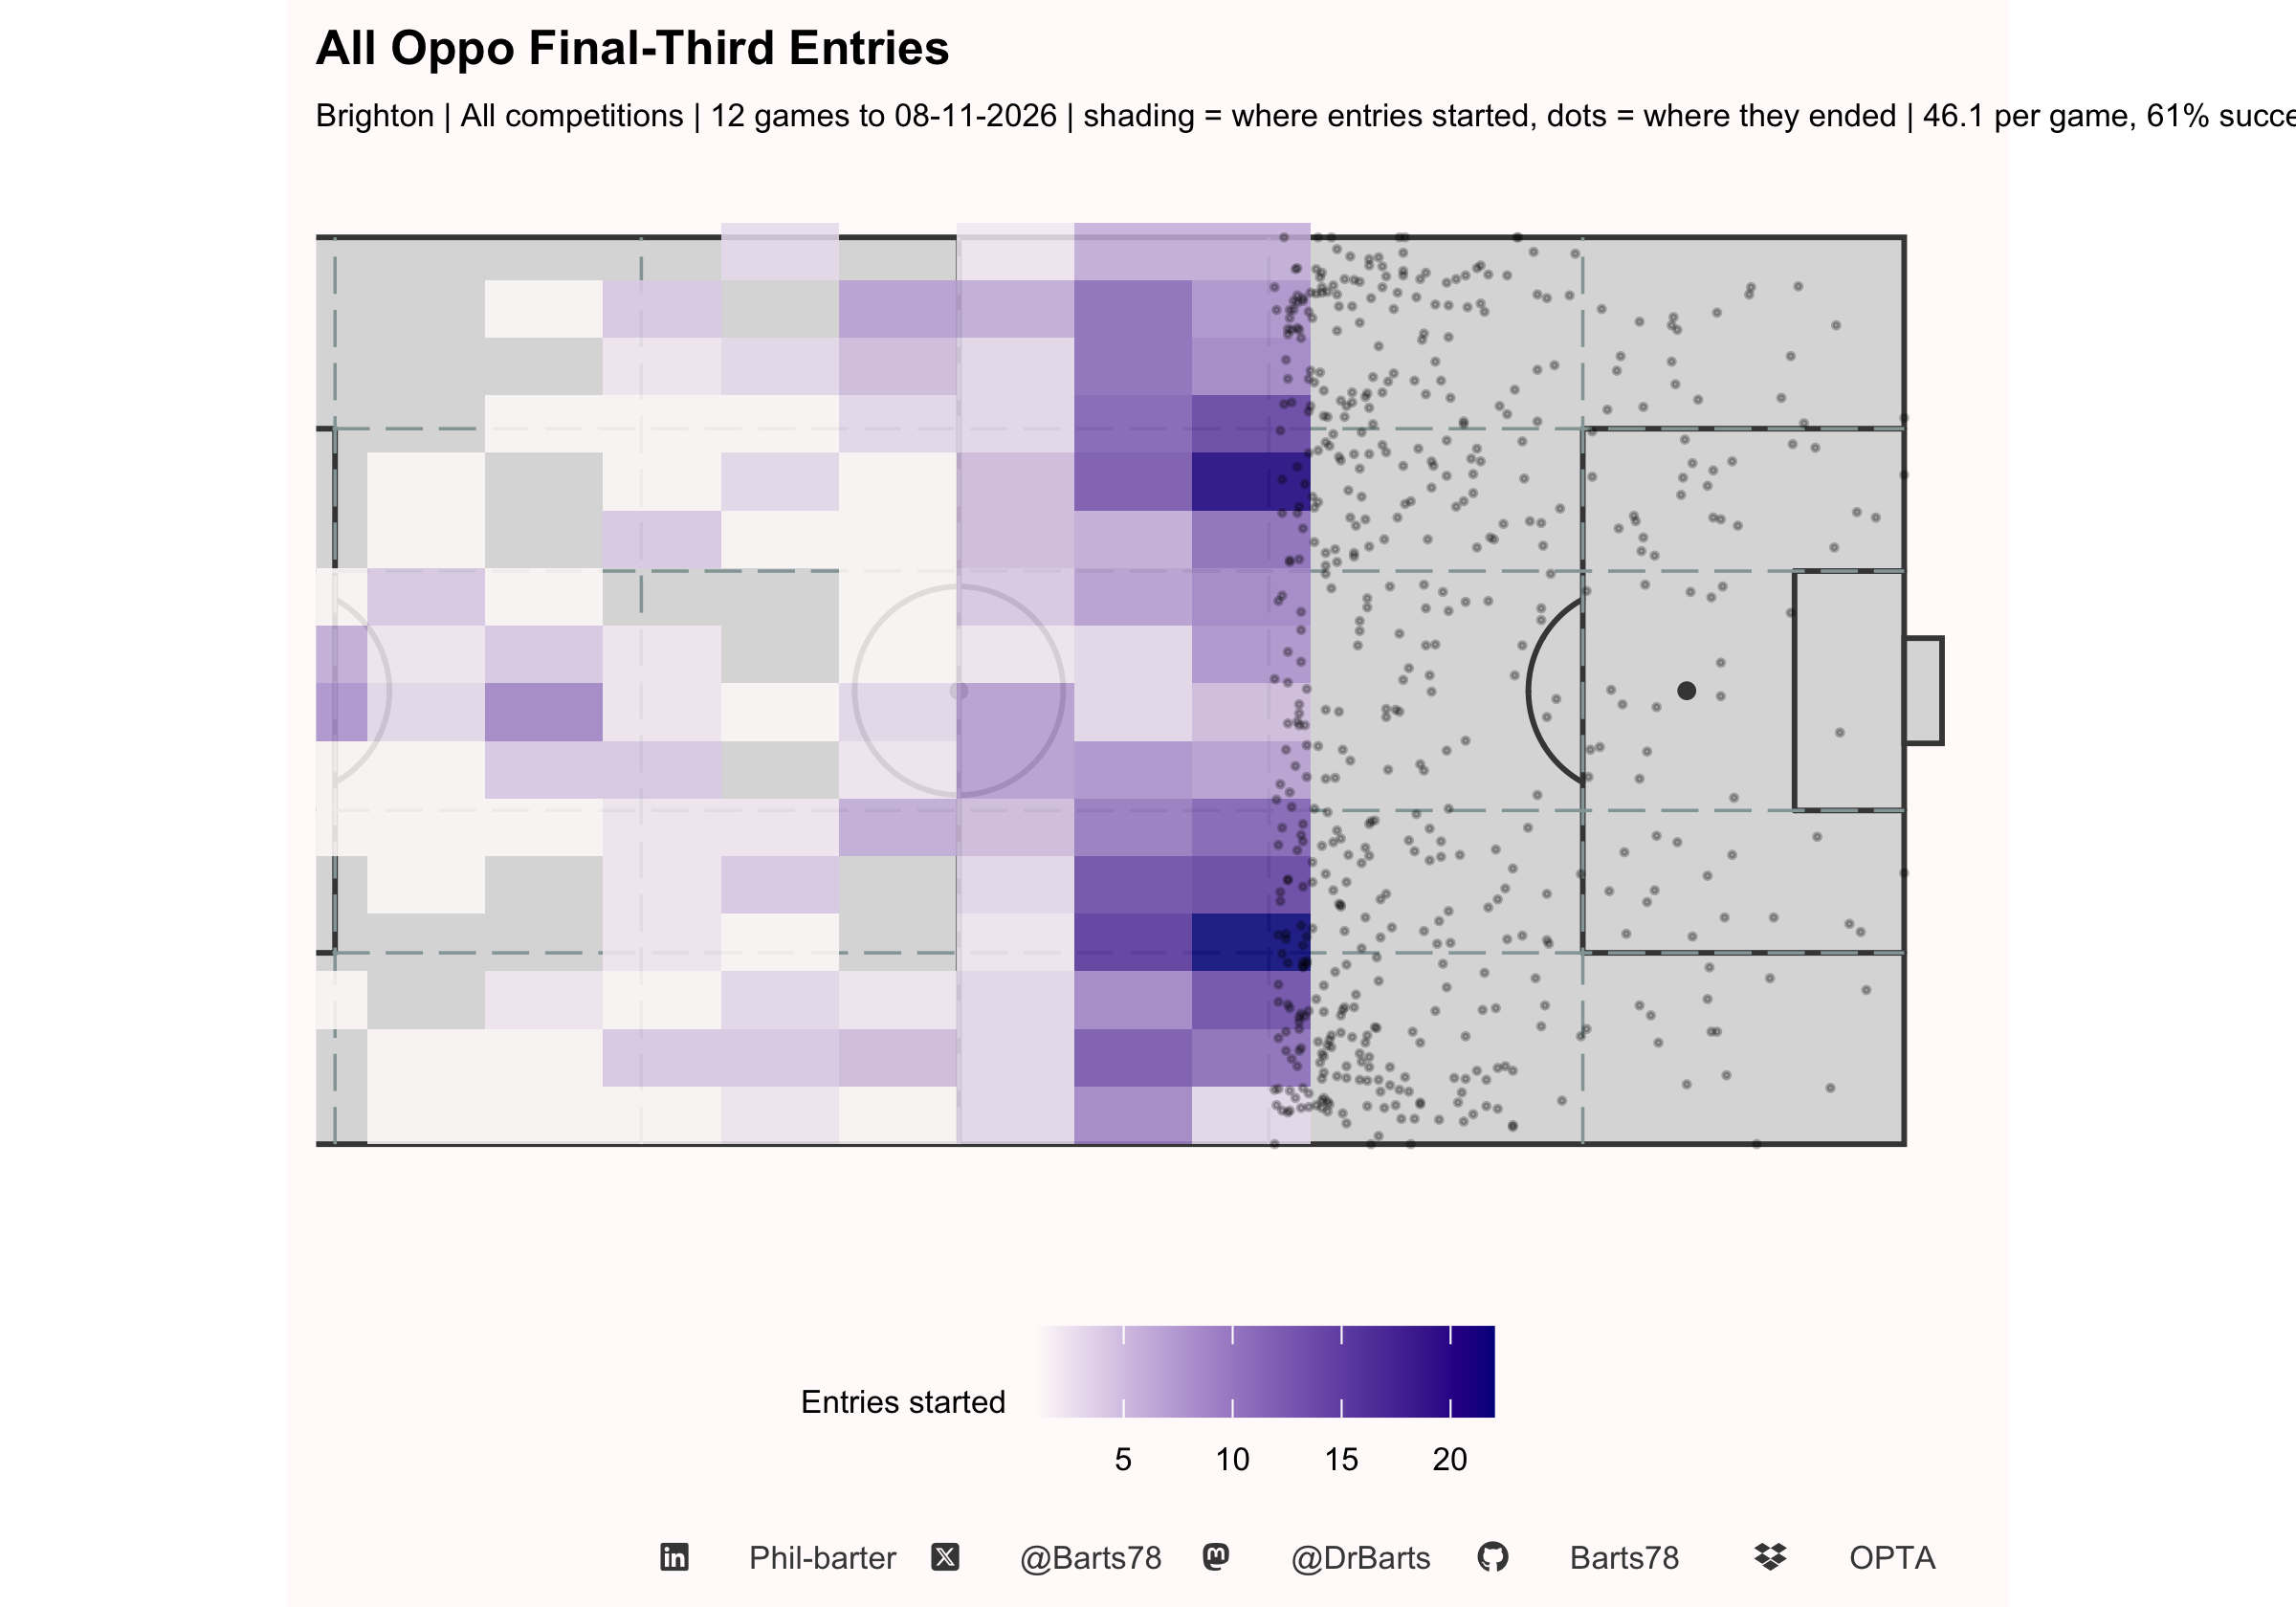 All Oppo Final-Third Entries
Brighton | All competitions | 12 games to 08-11-2026 | shading = where entries started, dots = where they ended | 46.1 per game, 61% succe
Entries started
5 10 15 20
Phil-barter @Barts78 @DrBarts Barts78 OPTA